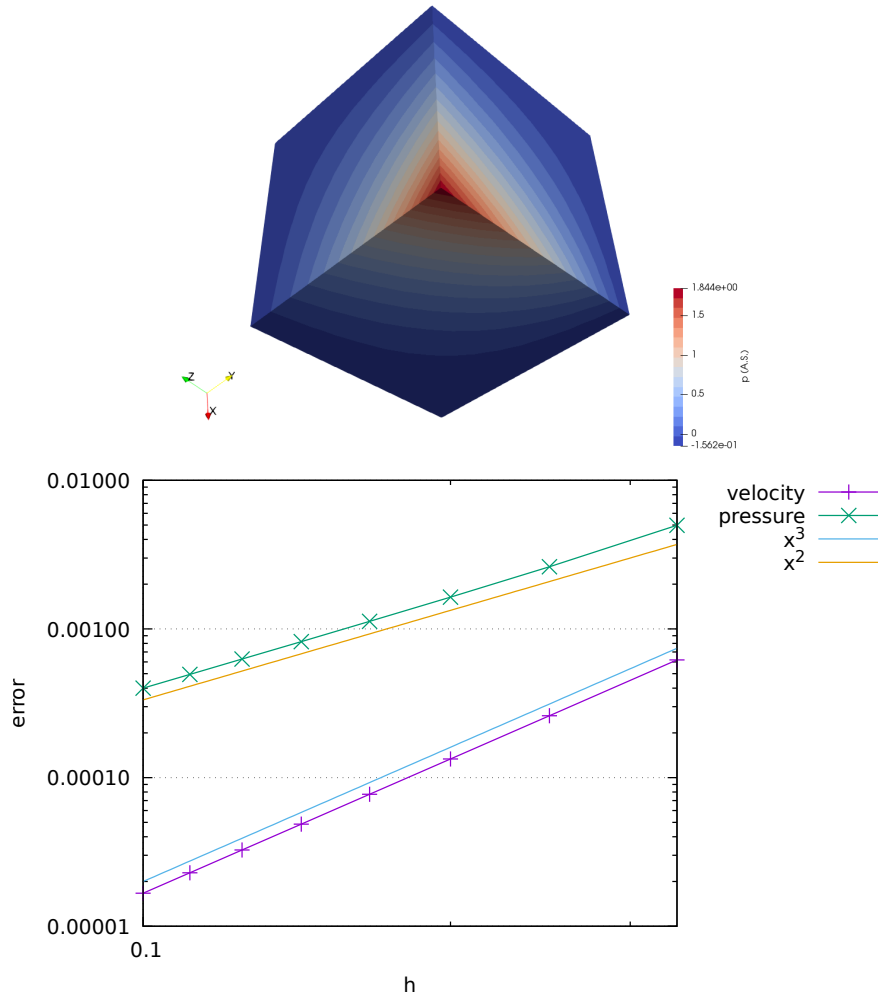 1.844e+00
1.5
1
0.5
0
-1.562e-01
p (A.S.)
Z
Y
X
0.01000
0.00100
0.00010
0.00001
0.1
error
h
velocity
pressure
x³
x²